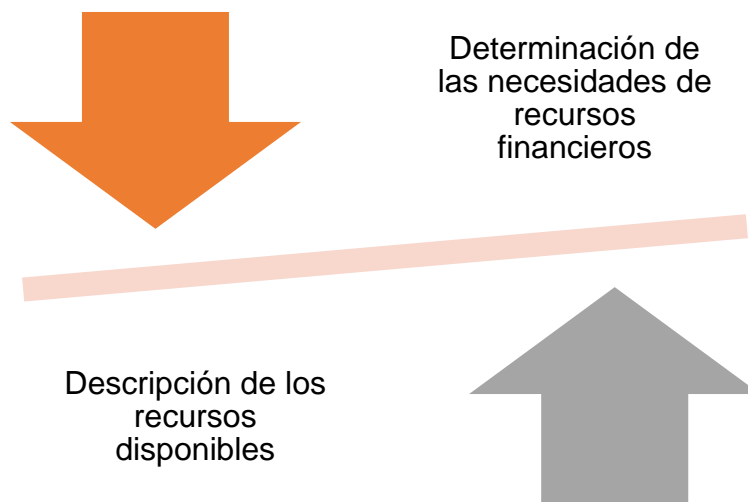 Determinación de
las necesidades de
recursos
financieros
Descripción de los
recursos
disponibles